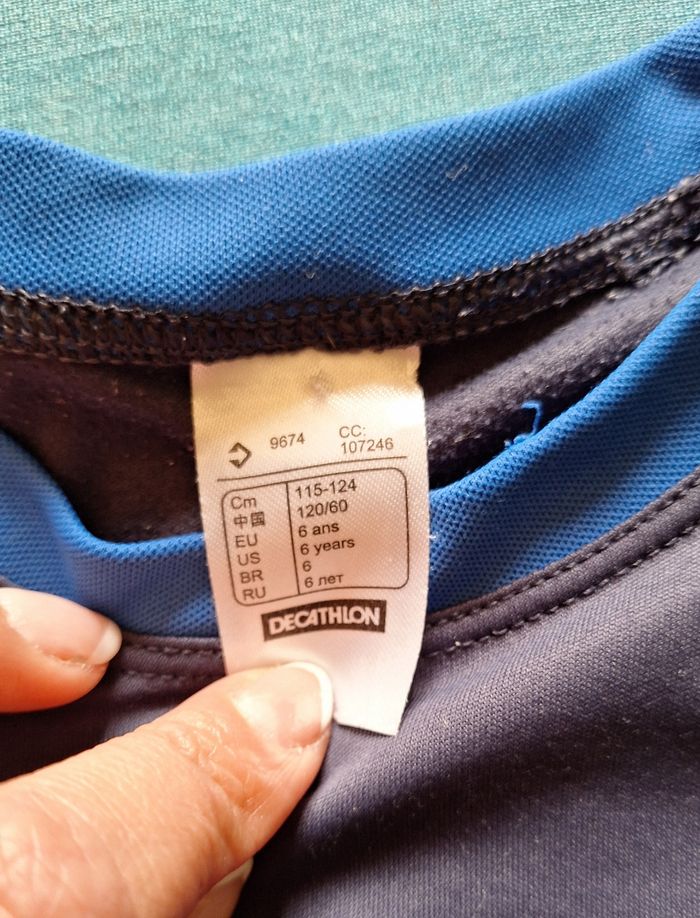 9674 CC:
107246
Cm 115-124
中国 120/60
EU 6 ans
US 6 years
BR 6
RU 6 лет
DECATHLON